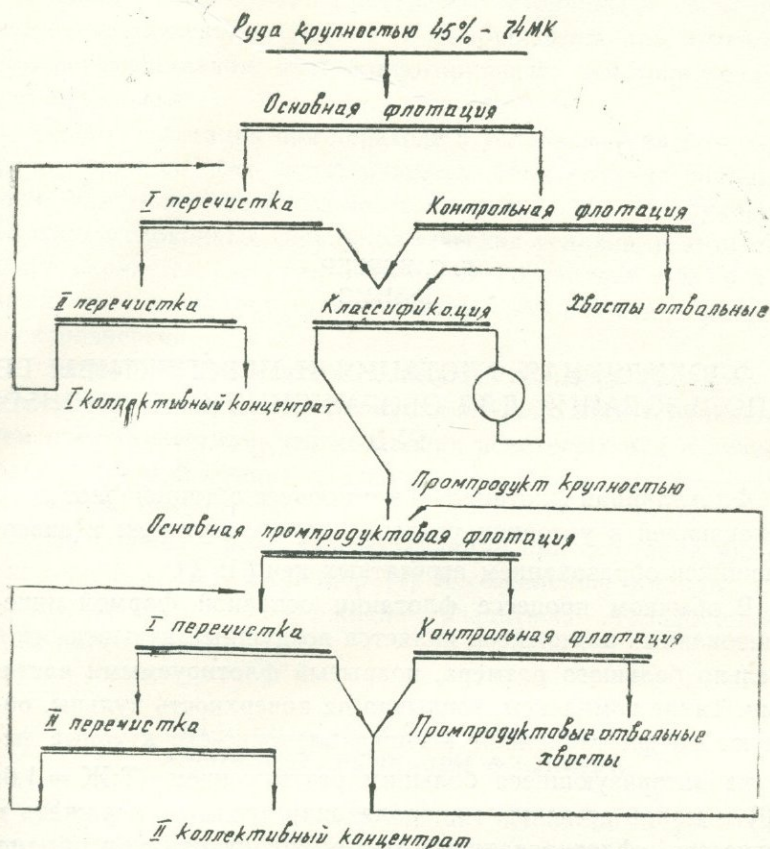 Руда крупностью 45% - 74МК
Основная флотация
I перечистка
Контрольная флотация
II перечистка
Классификация
Хвосты отвальные
I коллективный концентрат
Промпродукт крупностью
Основная промпродуктовая флотация
I перечистка
Контрольная флотация
II перечистка
Промпродуктовые отвальные
хвосты
II коллективный концентрат